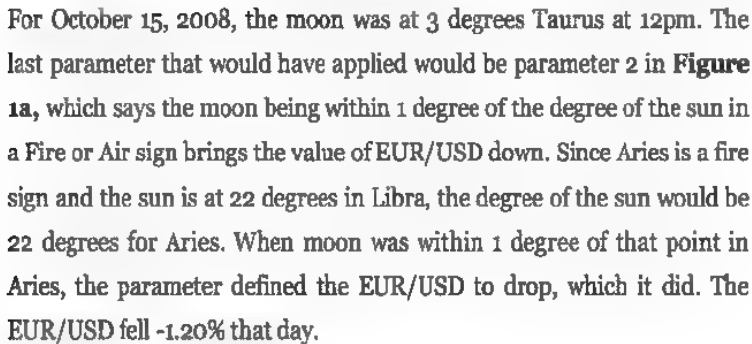 For October 15, 2008, the moon was at 3 degrees Taurus at 12pm. The
last parameter that would have applied would be parameter 2 in Figure
1a, which says the moon being within 1 degree of the degree of the sun in
a Fire or Air sign brings the value of EUR/USD down. Since Aries is a fire
sign and the sun is at 22 degrees in Libra, the degree of the sun would be
22 degrees for Aries. When moon was within 1 degree of that point in
Aries, the parameter defined the EUR/USD to drop, which it did. The
EUR/USD fell -1.20% that day.